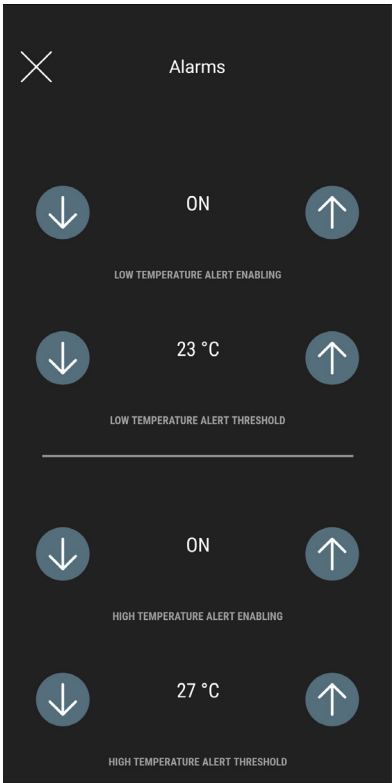 Alarms
ON
LOW TEMPERATURE ALERT ENABLING
23 °C
LOW TEMPERATURE ALERT THRESHOLD
ON
HIGH TEMPERATURE ALERT ENABLING
27 °C
HIGH TEMPERATURE ALERT THRESHOLD